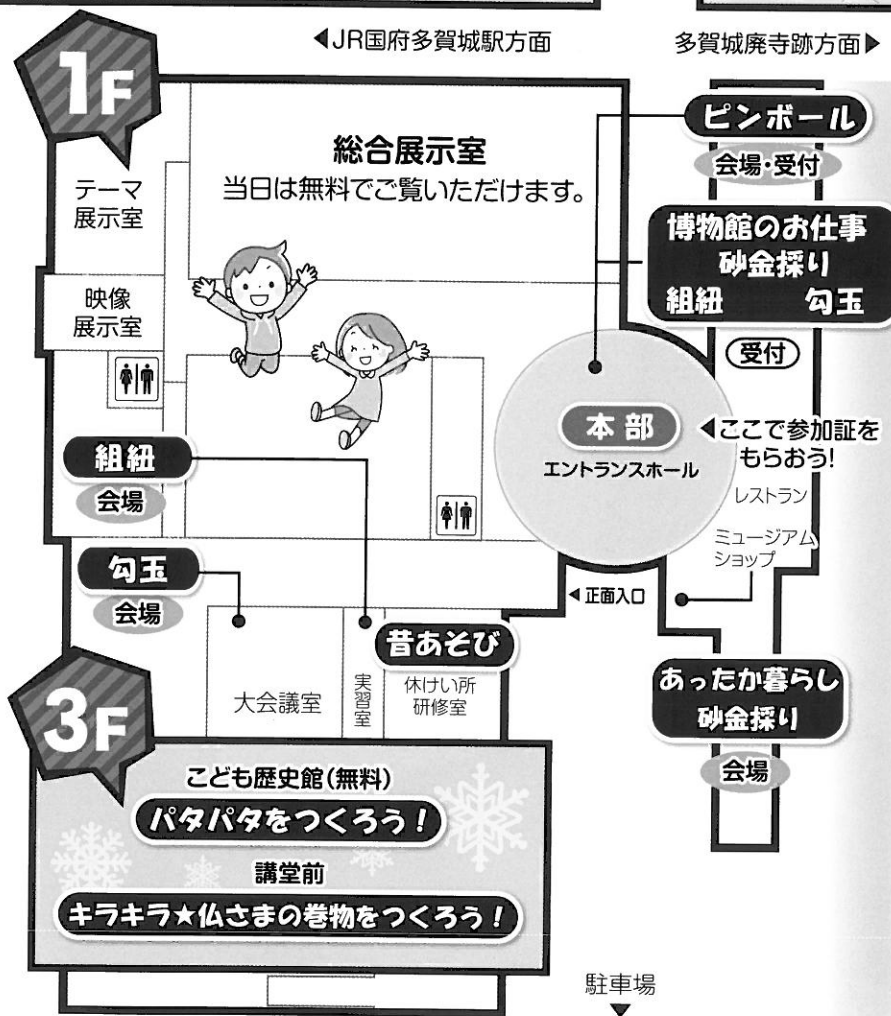 ◀JR国府多賀城駅方面
多賀城廃寺跡方面▶
1F
総合展示室
当日は無料でご覧いただけます。
テーマ
展示室
映像
展示室
ピンボール
会場・受付
博物館のお仕事
砂金採り
組紐 勾玉
受付
本部
エントランスホール
◀ここで参加証を
もらおう!
レストラン
ミュージアム
ショップ
組紐
会場
勾玉
会場
◀正面入口
昔あそび
大会議室
実習室
休けい所
研修室
あったか暮らし
砂金採り
会場
3F
こども歴史館(無料)
パタパタをつくろう!
講堂前
キラキラ★仏さまの巻物をつくろう!
駐車場
▼